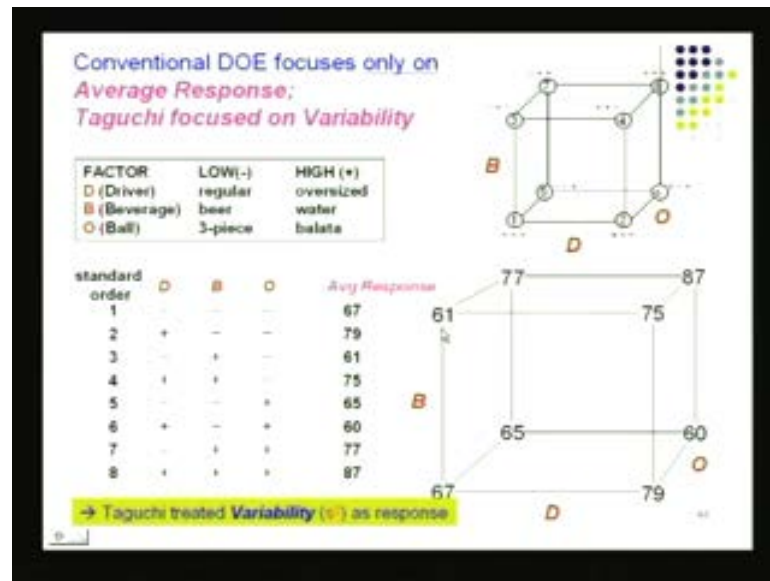 Conventional DOE focuses only on
Average Response;
Taguchi focused on Variability
FACTOR LOW(-) HIGH (+)
D (Driver) regular oversized
B (Beverage) beer water
O (Ball) 3-piece balata
standard order D B O Avg Response
1 - - - 67
2 + - - 79
3 - + - 61
4 + + - 75
5 - - + 65
6 + - + 60
7 - + + 77
8 + + + 87
B
D
O
77 87
61 75
B
65 60
O
67 79
D
→ Taguchi treated Variability as response